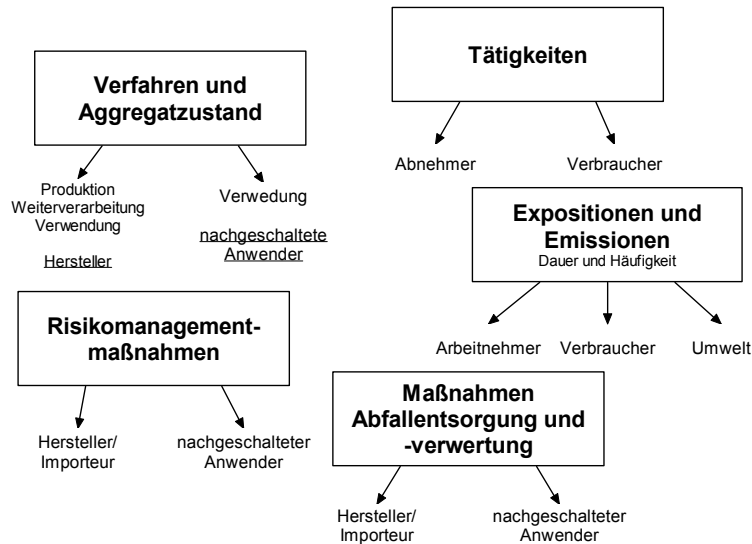 Verfahren und
Aggregatzustand
Produktion
Weiterverarbeitung
Verwendung
Hersteller
Verwedung
nachgeschaltete
Anwender
Tätigkeiten
Abnehmer
Verbraucher
Expositionen und
Emissionen
Dauer und Häufigkeit
Arbeitnehmer
Verbraucher
Umwelt
Risikomanagement-
maßnahmen
Hersteller/
Importeur
nachgeschalteter
Anwender
Maßnahmen
Abfallentsorgung und
-verwertung
Hersteller/
Importeur
nachgeschalteter
Anwender